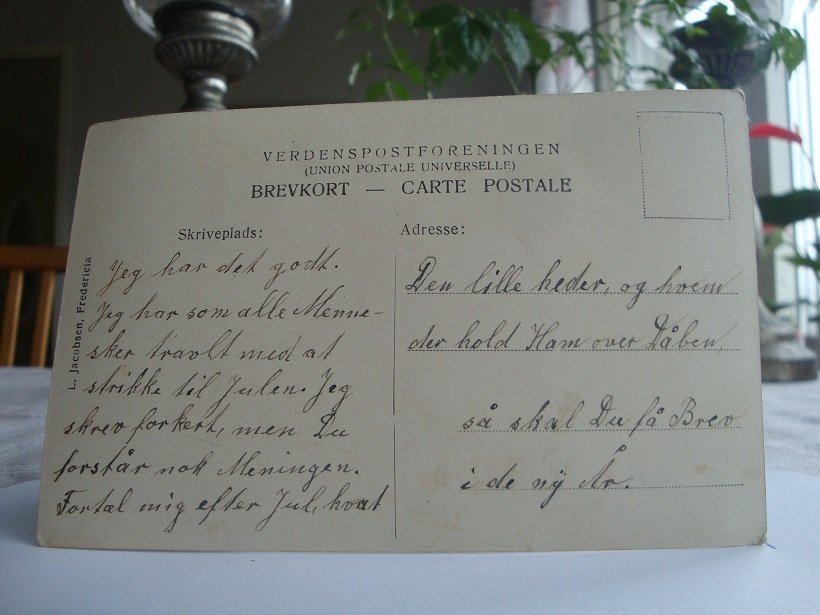 VERDENSPOSTFORENINGEN
(UNION POSTALE UNIVERSELLE)
BREVKORT — CARTE POSTALE
Skriveplads:
Jeg har det godt.
Jeg har som alle Menne-
sker travlt med at
strikke til Julen. Jeg
skrev forkert, men Du
forstår nok Meningen.
Fortæl mig efter Jul, hvat
Adresse:
Den lille heder, og hvem
der hold Ham over Dåben,
så skal Du få Brev
i de ny År.
L. Jacobsen, Fredericia